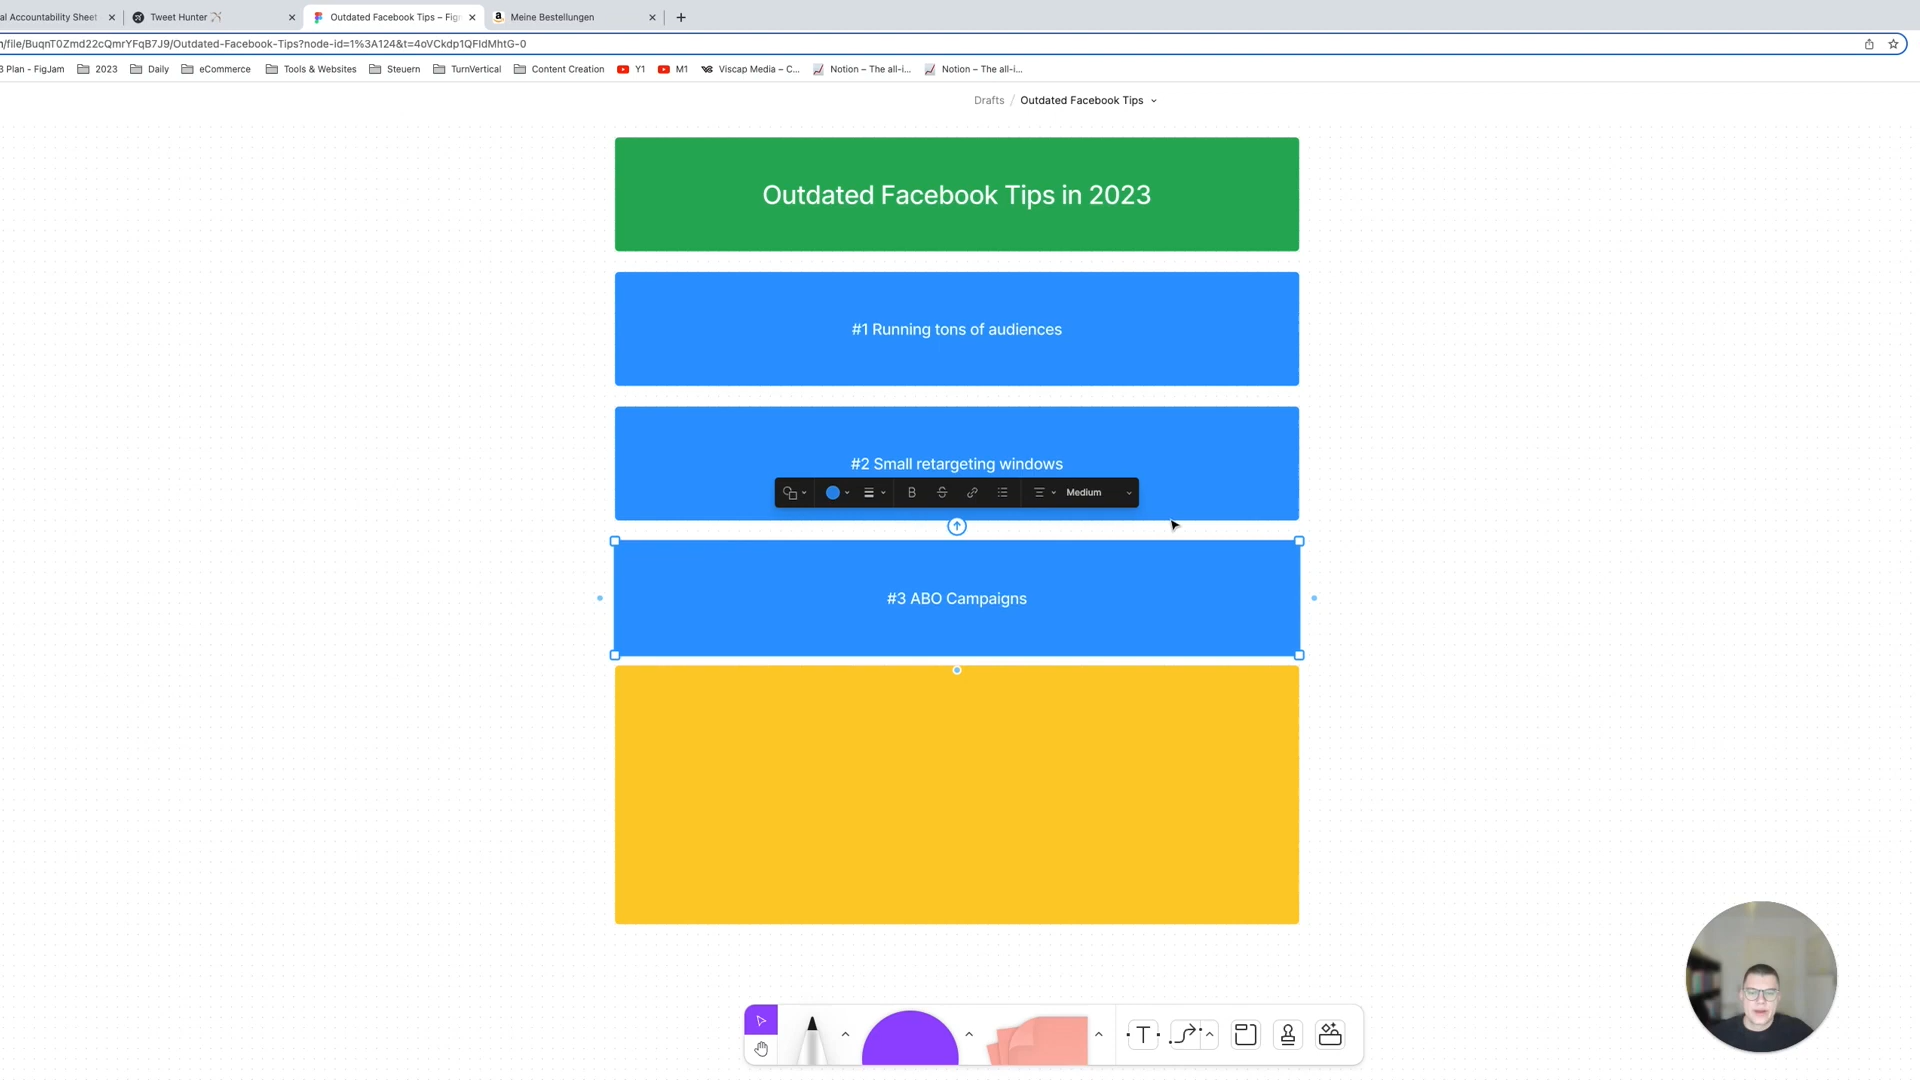 al Accountability Sheet
Tweet Hunter
Outdated Facebook Tips – Fig
Meine Bestellungen
/file/BuqnT0Zmd22cQmrYFqB7J9/Outdated-Facebook-Tips?node-id=1%3A124&t=4oVCkdp1QFIdMhtG-0
3 Plan - FigJam
2023
Daily
eCommerce
Tools & Websites
Steuern
TurnVertical
Content Creation
Y1
M1
Viscap Media – C...
Notion – The all-i...
Notion – The all-i...
Drafts / Outdated Facebook Tips
Outdated Facebook Tips in 2023
#1 Running tons of audiences
#2 Small retargeting windows
B S Medium
#3 ABO Campaigns
T